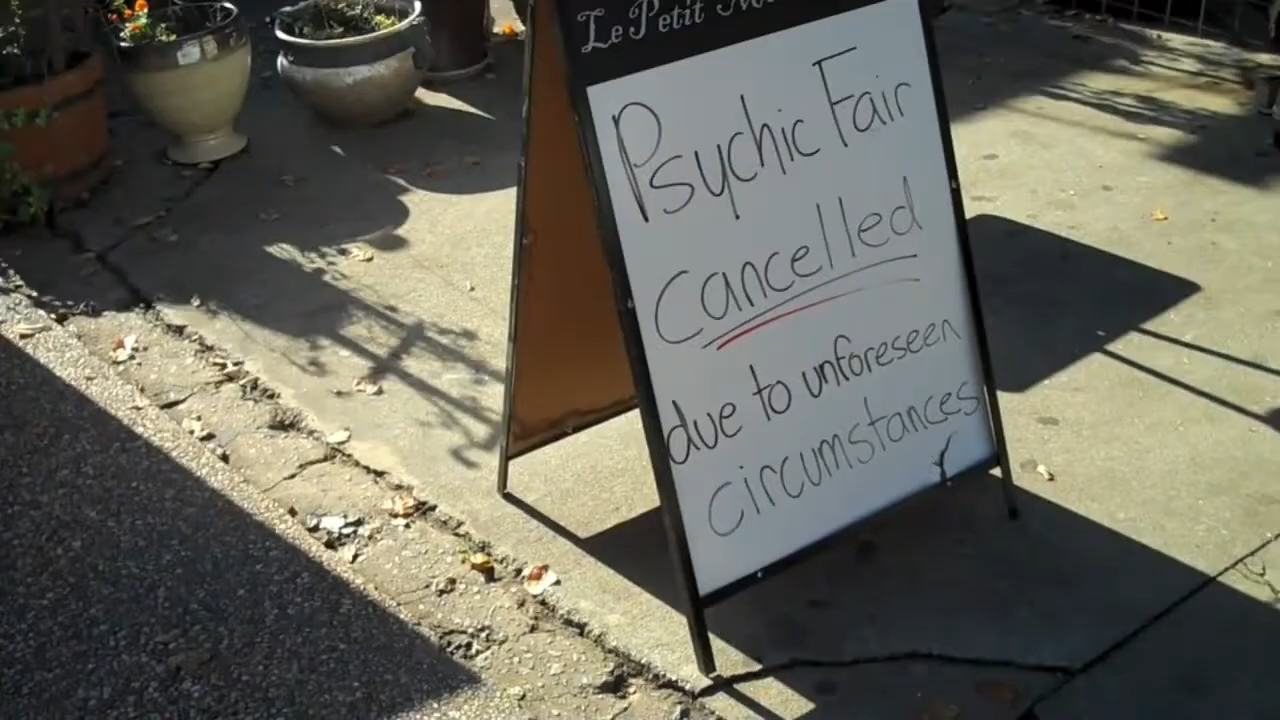 Le Petit
Psychic Fair
Cancelled
due to unforeseen
circumstances